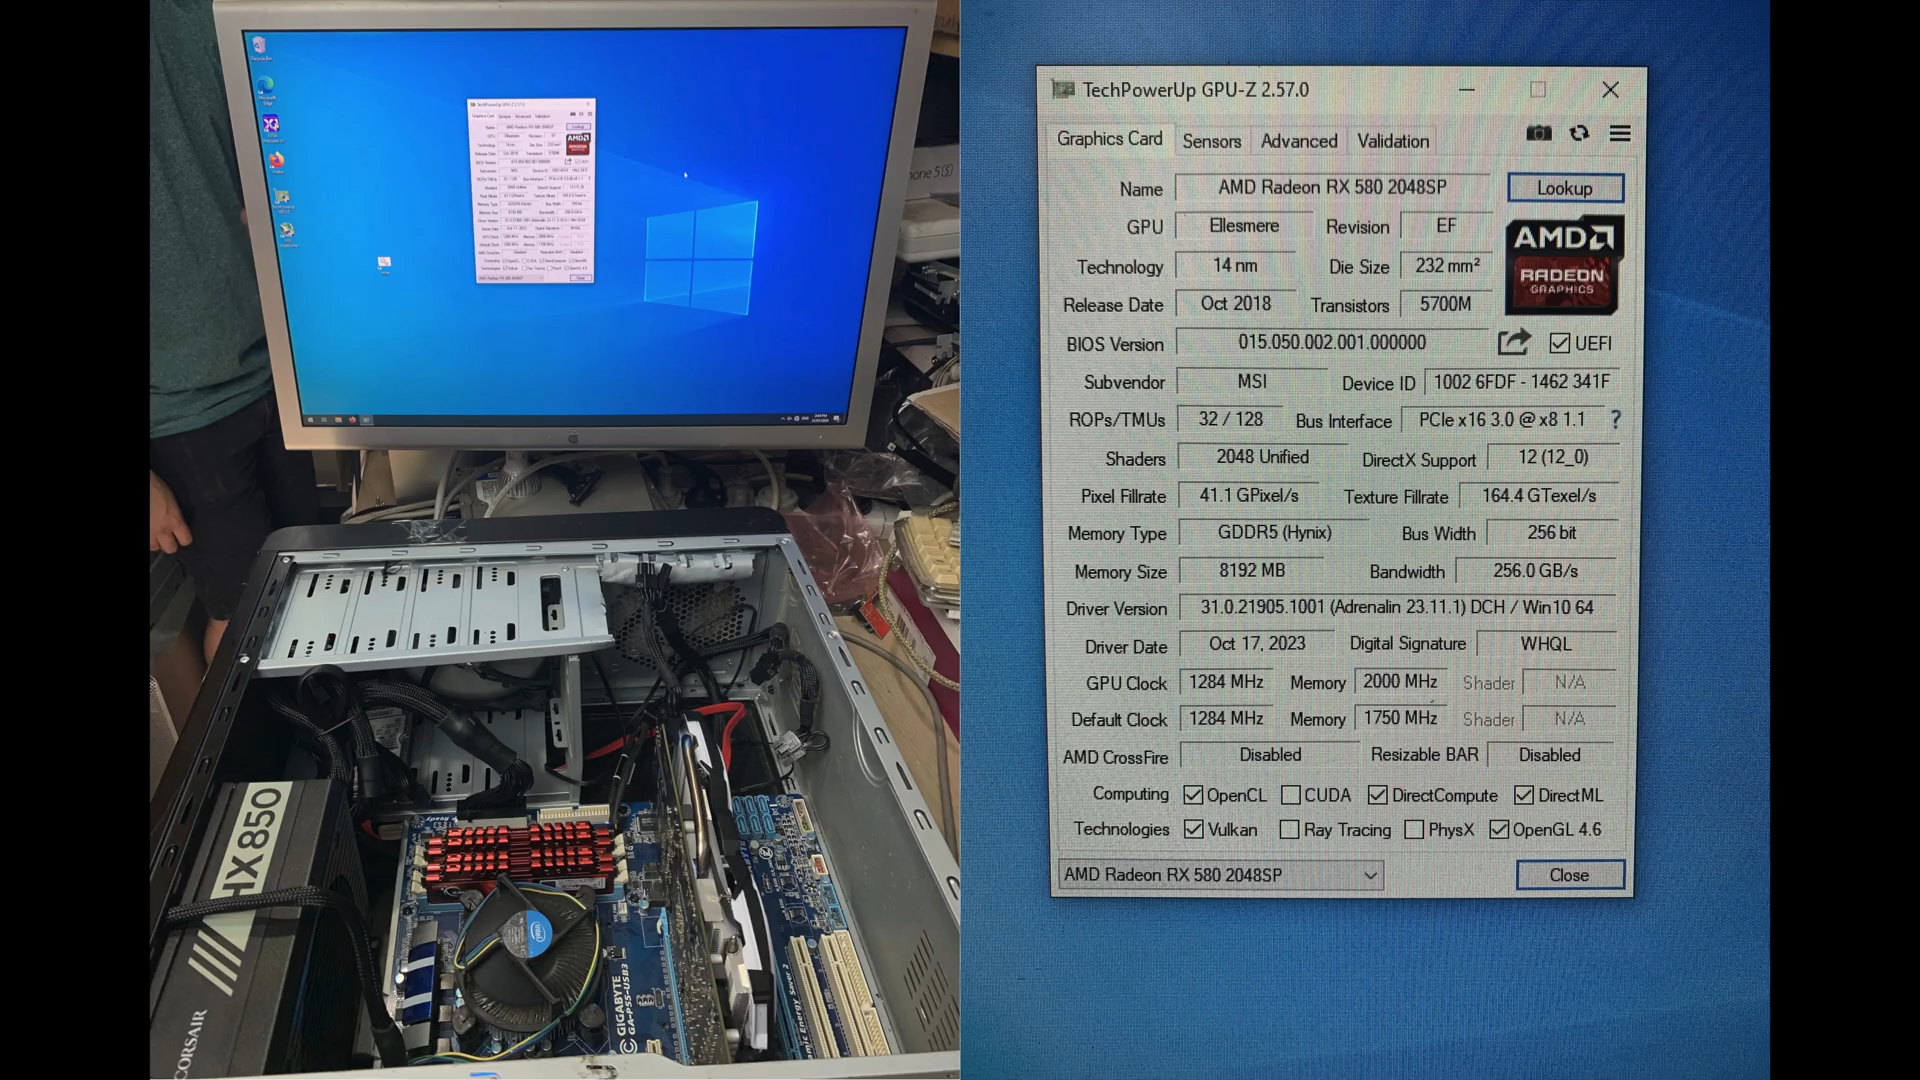 HX850
CORSAIR
intel
GIGABYTE
GA-P55-USB3
TechPowerUp GPU-Z 2.57.0
Graphics Card Sensors Advanced Validation
Name AMD Radeon RX 580 2048SP Lookup
GPU Ellesmere Revision EF
AMD
RADEON
GRAPHICS
Technology 14 nm Die Size 232 mm²
Release Date Oct 2018 Transistors 5700M
BIOS Version 015.050.002.001.000000 UEFI
Subvendor MSI Device ID 1002 6FDF - 1462 341F
ROPs/TMUs 32 / 128 Bus Interface PCIe x16 3.0 @ x8 1.1 ?
Shaders 2048 Unified DirectX Support 12 (12_0)
Pixel Fillrate 41.1 GPixel/s Texture Fillrate 164.4 GTexel/s
Memory Type GDDR5 (Hynix) Bus Width 256 bit
Memory Size 8192 MB Bandwidth 256.0 GB/s
Driver Version 31.0.21905.1001 (Adrenalin 23.11.1) DCH / Win10 64
Driver Date Oct 17, 2023 Digital Signature WHQL
GPU Clock 1284 MHz Memory 2000 MHz Shader N/A
Default Clock 1284 MHz Memory 1750 MHz Shader N/A
AMD CrossFire Disabled Resizable BAR Disabled
Computing OpenCL CUDA DirectCompute DirectML
Technologies Vulkan Ray Tracing PhysX OpenGL 4.6
AMD Radeon RX 580 2048SP Close